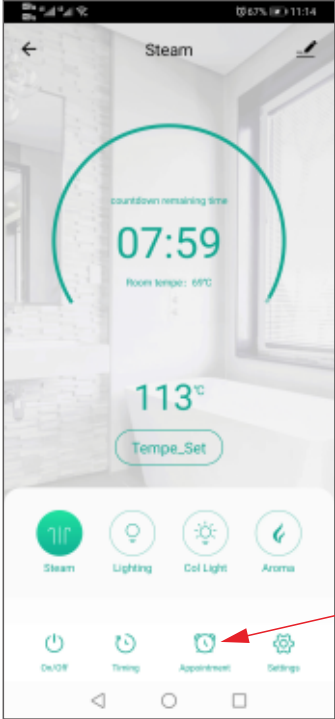 67% 11:14
Steam
countdown remaining time
07:59
Room tempe: 69℃
113℃
Tempe_Set
Steam Lighting Col Light Aroma
On/Off Timing Appointment Settings